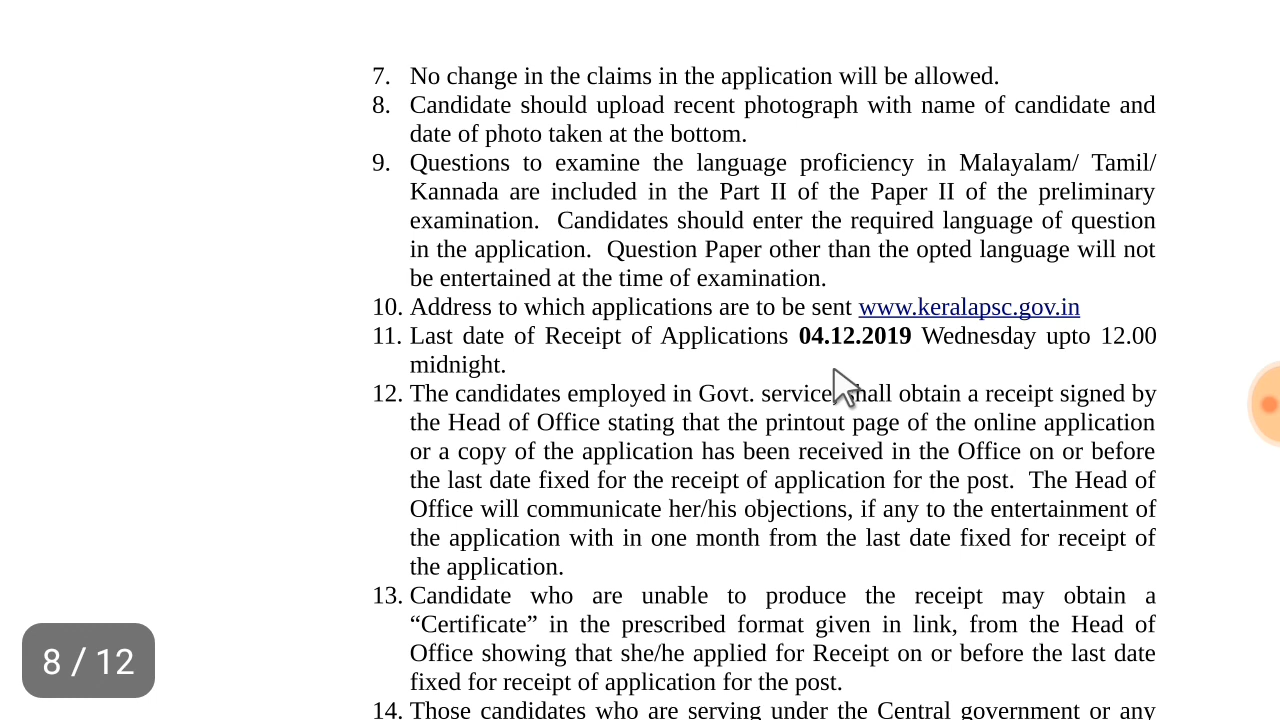 7. No change in the claims in the application will be allowed.
8. Candidate should upload recent photograph with name of candidate and
date of photo taken at the bottom.
9. Questions to examine the language proficiency in Malayalam/ Tamil/
Kannada are included in the Part II of the Paper II of the preliminary
examination. Candidates should enter the required language of question
in the application. Question Paper other than the opted language will not
be entertained at the time of examination.
10. Address to which applications are to be sent www.keralapsc.gov.in
11. Last date of Receipt of Applications 04.12.2019 Wednesday upto 12.00
midnight.
12. The candidates employed in Govt. service shall obtain a receipt signed by
the Head of Office stating that the printout page of the online application
or a copy of the application has been received in the Office on or before
the last date fixed for the receipt of application for the post. The Head of
Office will communicate her/his objections, if any to the entertainment of
the application with in one month from the last date fixed for receipt of
the application.
13. Candidate who are unable to produce the receipt may obtain a
“Certificate” in the prescribed format given in link, from the Head of
Office showing that she/he applied for Receipt on or before the last date
fixed for receipt of application for the post.
14. Those candidates who are serving under the Central government or any
8 / 12